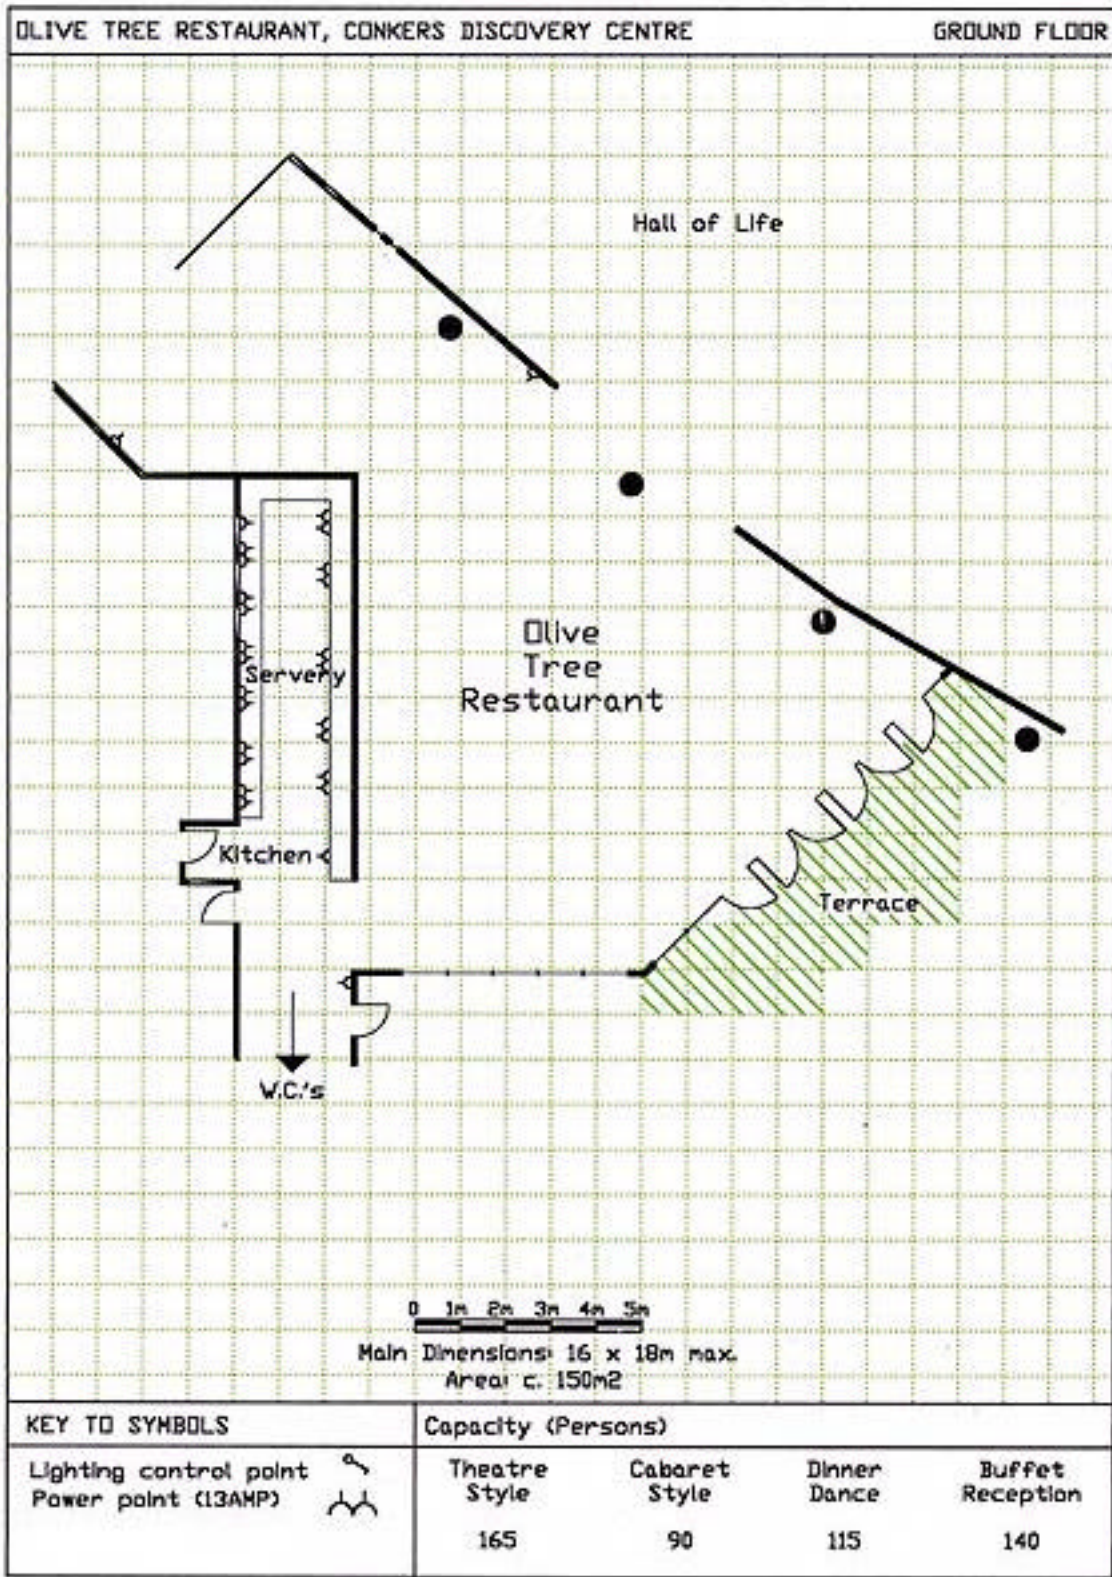 OLIVE TREE RESTAURANT, CONKERS DISCOVERY CENTRE GROUND FLOOR
Hall of Life
Olive
Tree
Restaurant
Servery
Kitchen
Terrace
W.C.'s
0 1m 2m 3m 4m 5m
Main Dimensions: 16 x 18m max.
Area: c. 150m2
KEY TO SYMBOLS
Lighting control point
Power point (13AMP)
Capacity (Persons)
Theatre Style
165
Cabaret Style
90
Dinner Dance
115
Buffet Reception
140